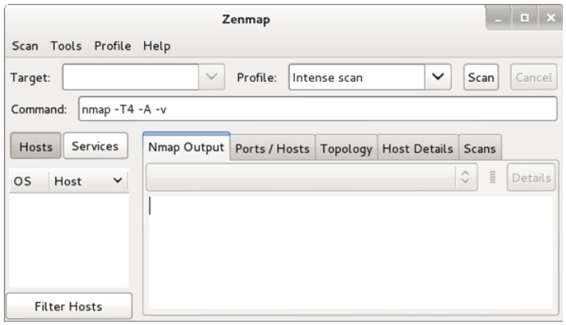 Zenmap
Scan Tools Profile Help
Target: Profile: Intense scan Scan Cancel
Command: nmap -T4 -A -v
Hosts Services Nmap Output Ports / Hosts Topology Host Details Scans
OS Host Details
Filter Hosts